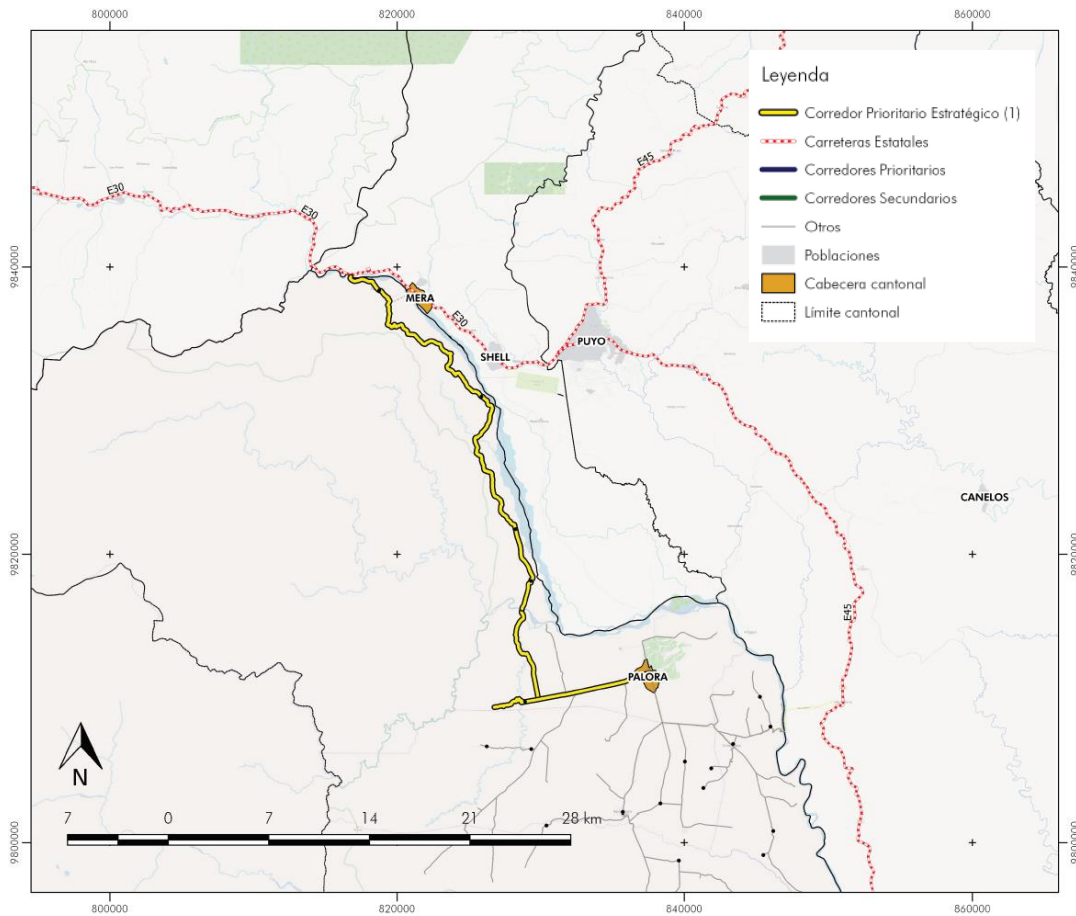 800000
820000
840000
860000
Leyenda
Corredor Prioritario Estratégico (1)
Carreteras Estatales
Corredores Prioritarios
Corredores Secundarios
Otros
Poblaciones
Cabecera cantonal
Límite cantonal
E45
E30
E30
9840000
9840000
MERA
E30
SHELL
PUYO
CANELOS
9820000
9820000
E45
PALORA
N
7
0
7
14
21
28 km
9800000
9800000
800000
820000
840000
860000